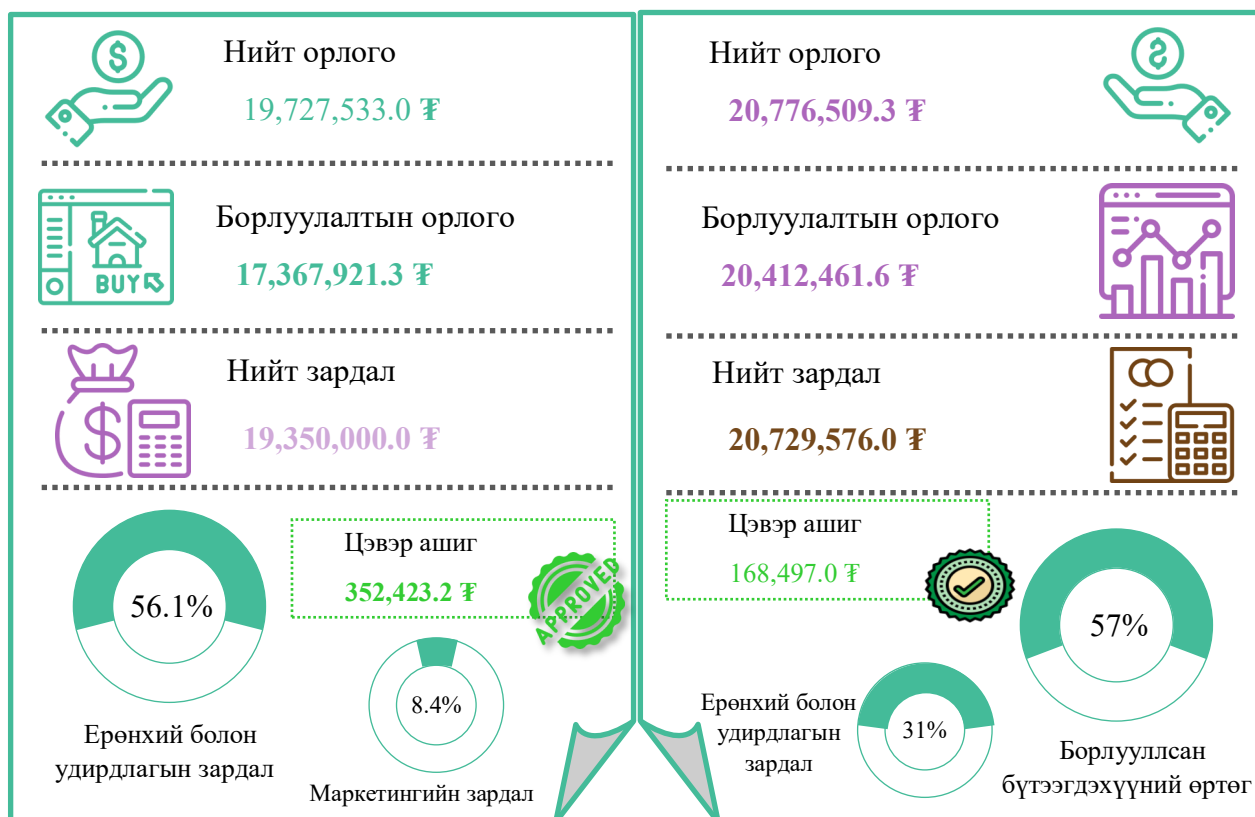 Нийт орлого
19,727,533.0 ₮
Борлуулалтын орлого
17,367,921.3 ₮
BUY
Нийт зардал
19,350,000.0 ₮
Цэвэр ашиг
352,423.2 ₮
APPROVED
56.1%
Ерөнхий болон
удирдлагын зардал
8.4%
Маркетингийн зардал
Нийт орлого
20,776,509.3 ₮
Борлуулалтын орлого
20,412,461.6 ₮
Нийт зардал
20,729,576.0 ₮
Цэвэр ашиг
168,497.0 ₮
57%
Ерөнхий болон
удирдлагын
зардал
31%
Борлууллсан
бүтээгдэхүүний өртөг